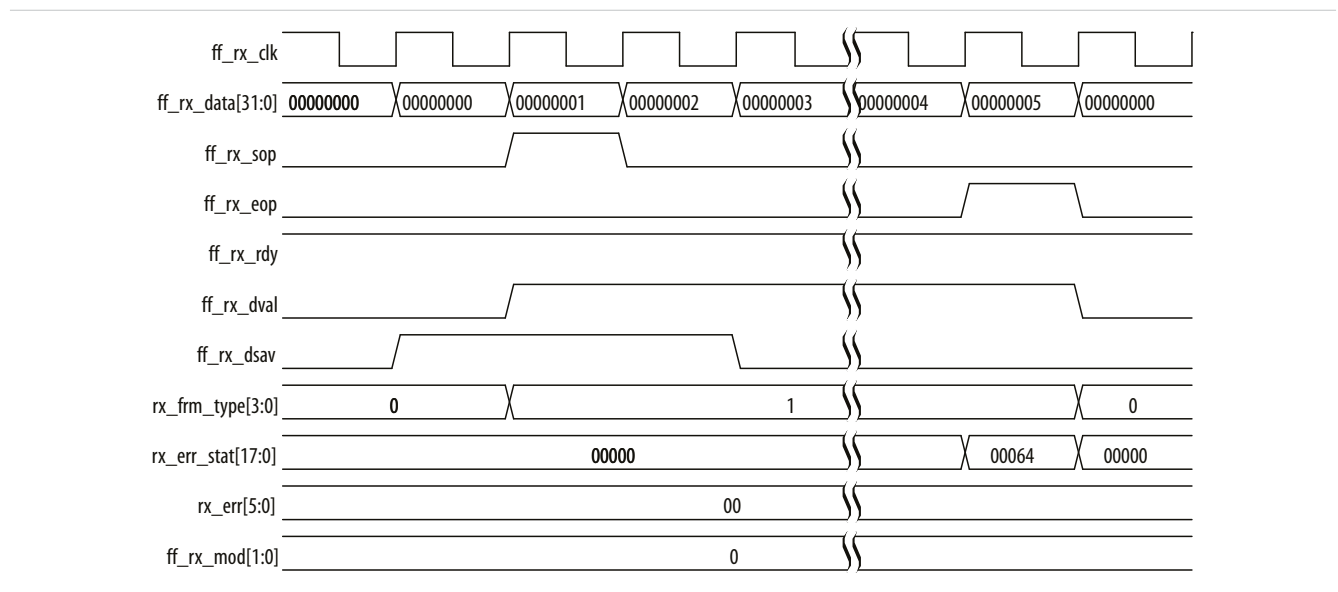 ff_rx_clk
ff_rx_data[31:0] 00000000 00000000 00000001 00000002 00000003 00000004 00000005 00000000
ff_rx_sop
ff_rx_eop
ff_rx_rdy
ff_rx_dval
ff_rx_dsav
rx_frm_type[3:0] 0 1 0
rx_err_stat[17:0] 00000 00064 00000
rx_err[5:0] 00
ff_rx_mod[1:0] 0